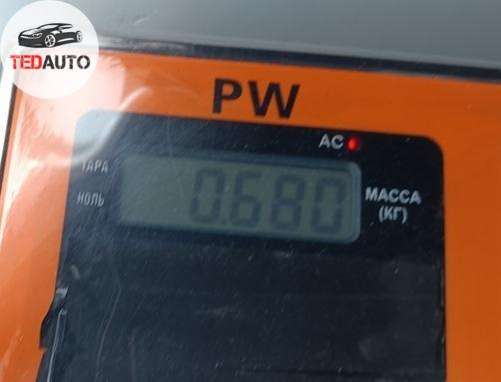 TEDAUTO
PW
AC
ТАРА
НОЛЬ
0.680
МАССА
(КГ)